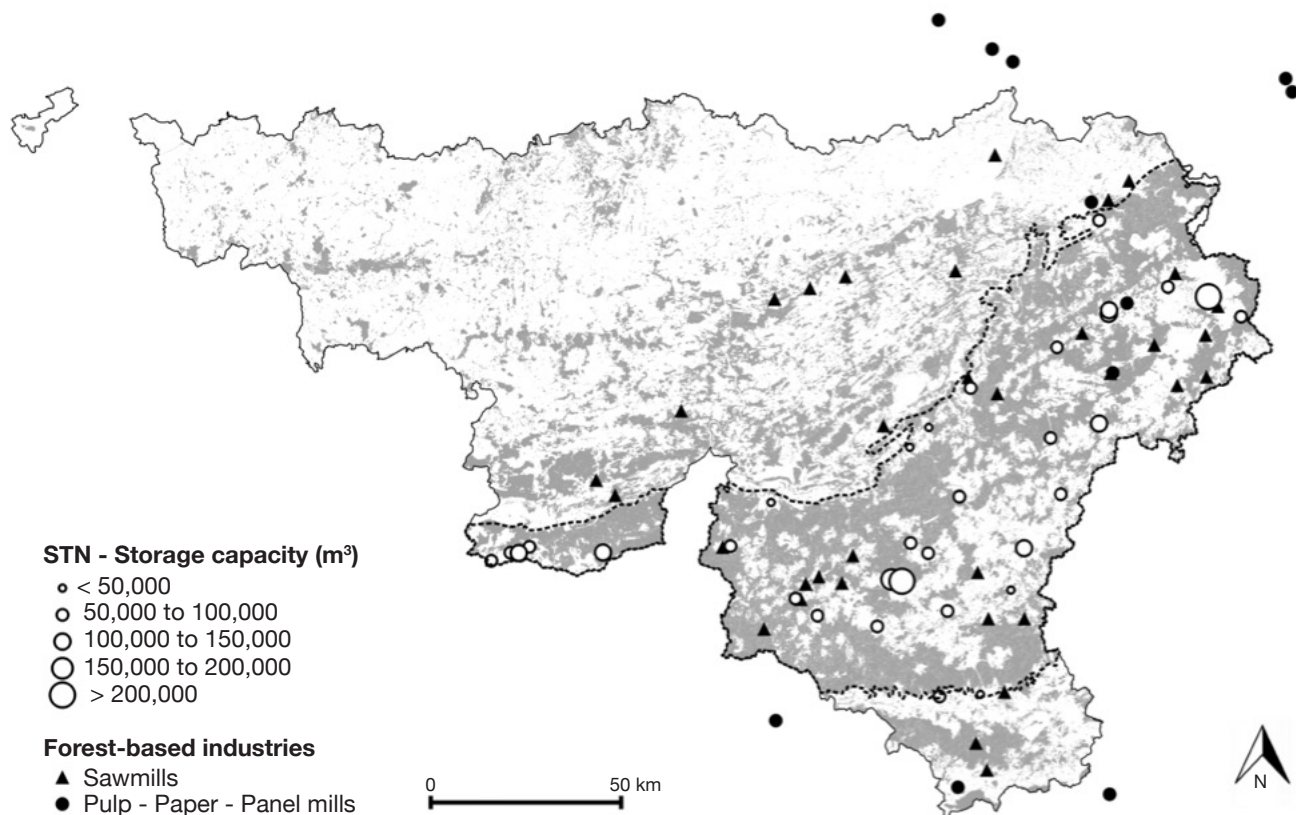 STN - Storage capacity (m³)
< 50,000
50,000 to 100,000
100,000 to 150,000
150,000 to 200,000
> 200,000
Forest-based industries
Sawmills
Pulp - Paper - Panel mills
0 50 km
N